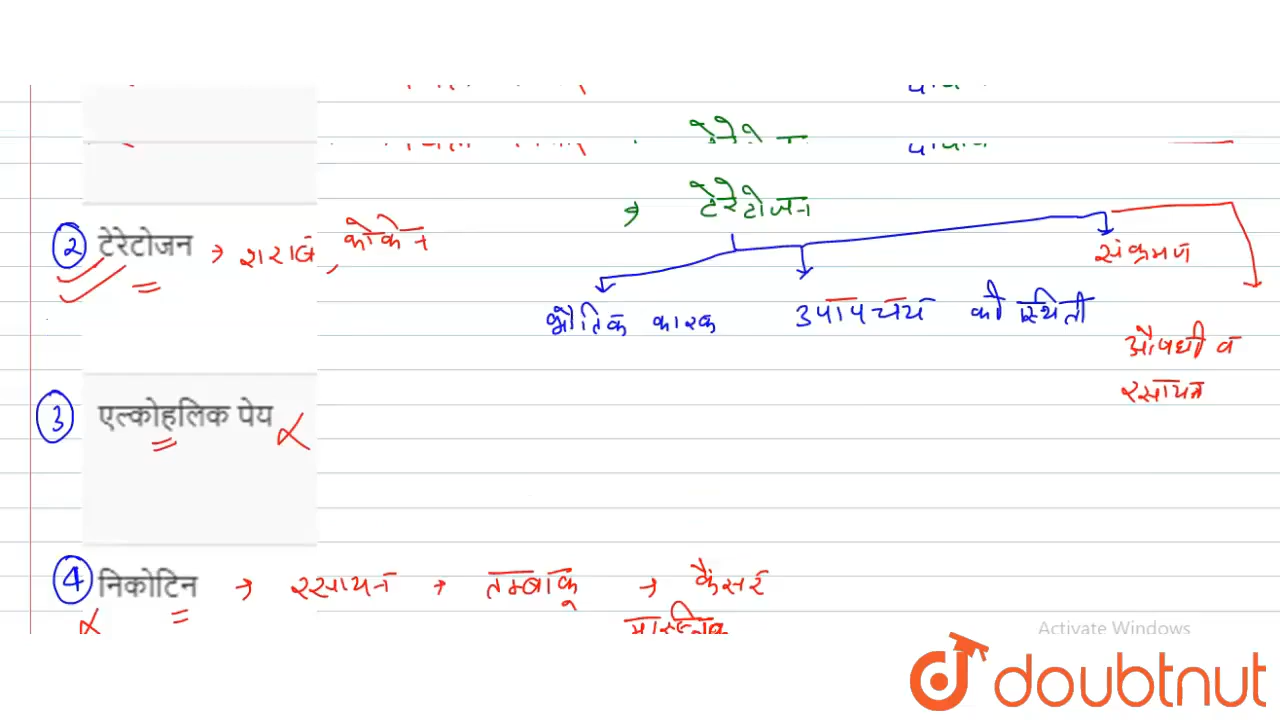 टेरेटोजन
② टेरेटोजन → शराब, कोकेन
संक्रमण
भौतिक कारक
उपापचय की स्थिती
औषधी व
रसायन
③ एल्कोहलिक पेय
④ निकोटिन → रसायन → तम्बाकू → कैंसर
Activate Windows
doubtnut